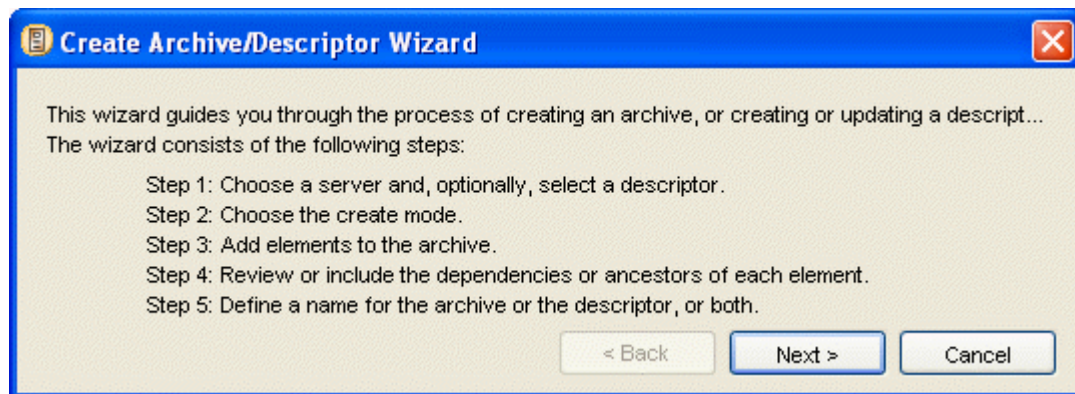 Create Archive/Descriptor Wizard
This wizard guides you through the process of creating an archive, or creating or updating a descript...
The wizard consists of the following steps:
Step 1: Choose a server and, optionally, select a descriptor.
Step 2: Choose the create mode.
Step 3: Add elements to the archive.
Step 4: Review or include the dependencies or ancestors of each element.
Step 5: Define a name for the archive or the descriptor, or both.
< Back Next > Cancel